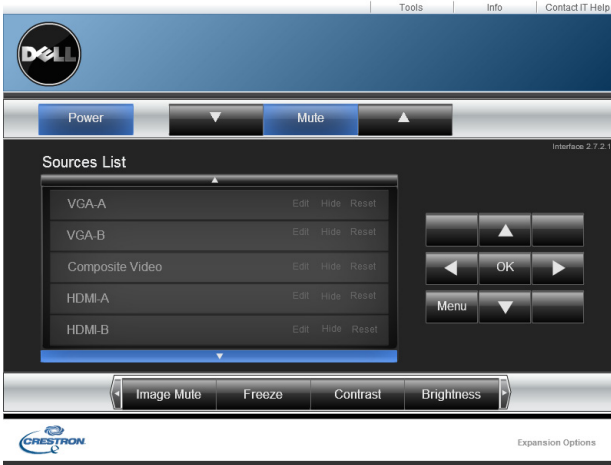 Tools Info Contact IT Help
DELL
Power Mute
Interface 2.7.2.1
Sources List
VGA-A Edit Hide Reset
VGA-B Edit Hide Reset
Composite Video Edit Hide Reset
HDMI-A Edit Hide Reset
HDMI-B Edit Hide Reset
OK
Menu
Image Mute Freeze Contrast Brightness
CRESTRON
Expansion Options